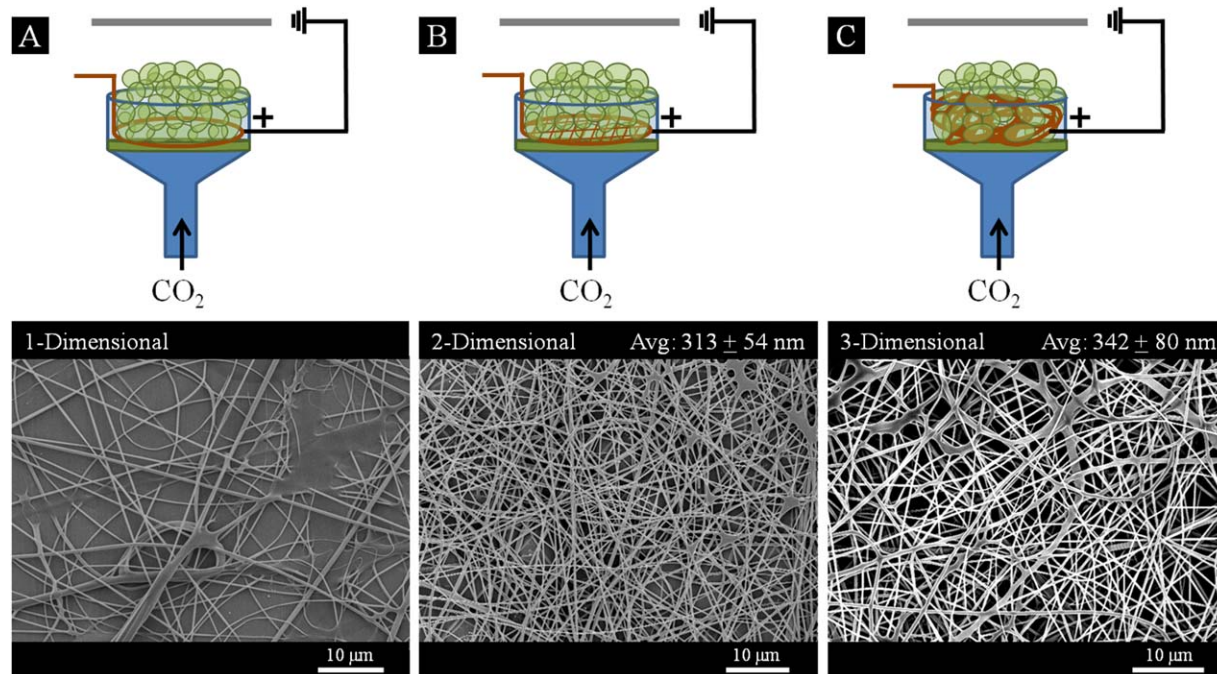 A
B
C
+
+
+
CO₂
CO₂
CO₂
1-Dimensional
2-Dimensional Avg: 313 ± 54 nm
3-Dimensional Avg: 342 ± 80 nm
10 μm
10 μm
10 μm